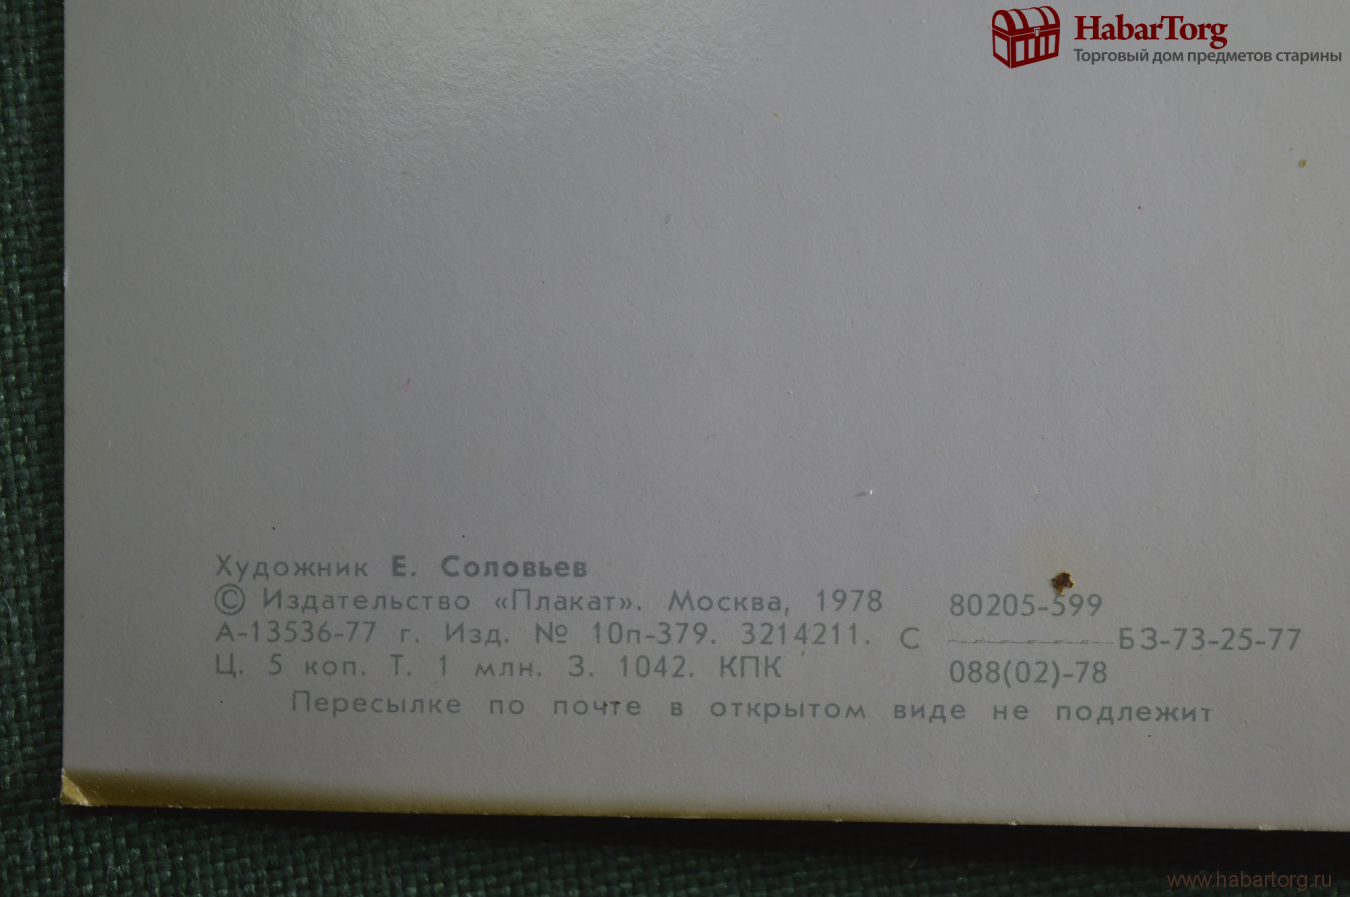 HabarTorg
Торговый дом предметов старины
Художник Е. Соловьев
© Издательство «Плакат». Москва, 1978
А-13536-77 г. Изд. № 10п-379. 3214211.
Ц. 5 коп. Т. 1 млн. З. 1042. КПК
80205-599
С ———— БЗ-73-25-77
088(02)-78
Пересылке по почте в открытом виде не подлежит
www.habartorg.ru